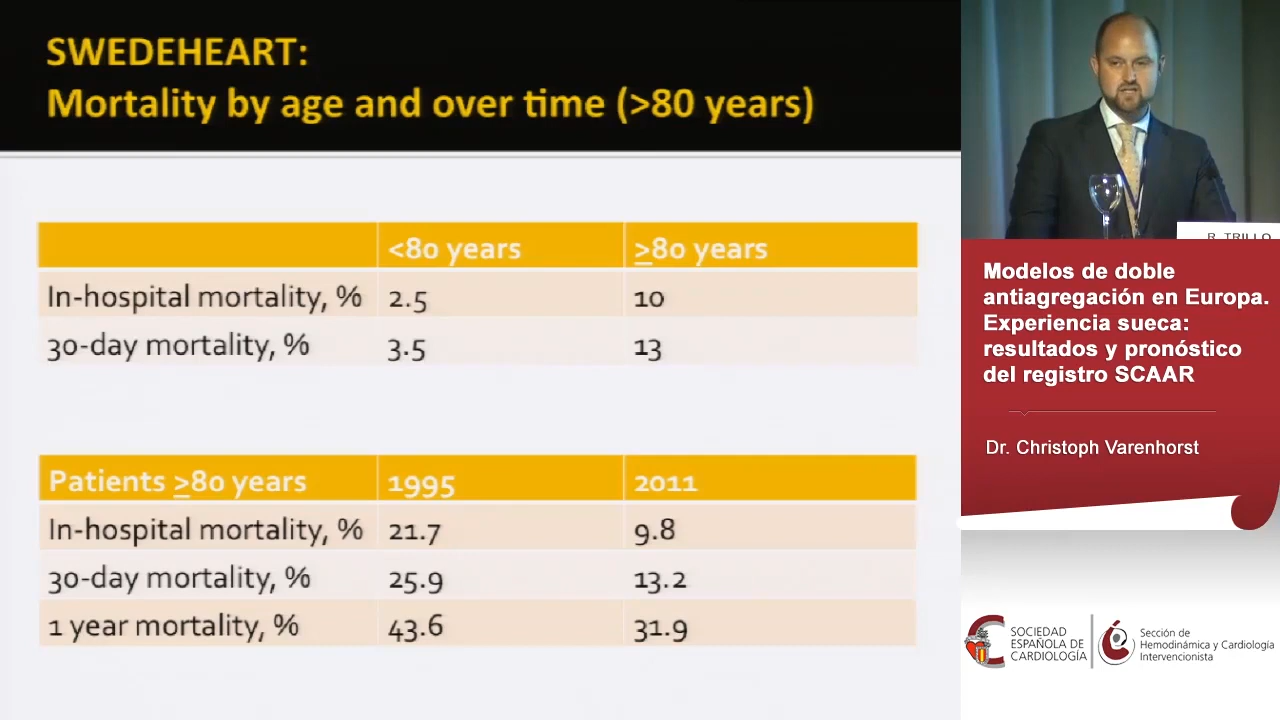 SWEDEHEART:
Mortality by age and over time (>80 years)
<80 years ≥80 years
In-hospital mortality, % 2.5 10
30-day mortality, % 3.5 13
Patients ≥80 years 1995 2011
In-hospital mortality, % 21.7 9.8
30-day mortality, % 25.9 13.2
1 year mortality, % 43.6 31.9
R. TRILLO
Modelos de doble
antiagregación en Europa.
Experiencia sueca:
resultados y pronóstico
del registro SCAAR
Dr. Christoph Varenhorst
SOCIEDAD
ESPAÑOLA DE
CARDIOLOGÍA
Sección de
Hemodinámica y Cardiología
Intervencionista